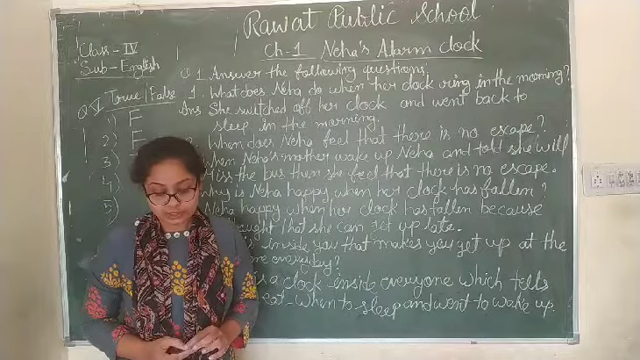 Rawat Public School
Class-IV
Sub-English
Ch-1 Neha's Alarm clock
Q V True/False
1) F
2) F
3)
4)
5)
Q 1 Answer the following questions:
1. What does Neha do when her clock ring in the morning?
Ans She switched off her clock and went back to
sleep in the morning.
When does Neha feel that there is no escape?
When Neha's mother wake up Neha and told she will
miss the bus then she feel that there is no escape.
is Neha happy when her clock has fallen?
Neha happy when her clock has fallen because
that she can get up late.
inside you that makes you get up at the
everyday?
is a clock inside everyone which tells
eat when to sleep and went to wake up.